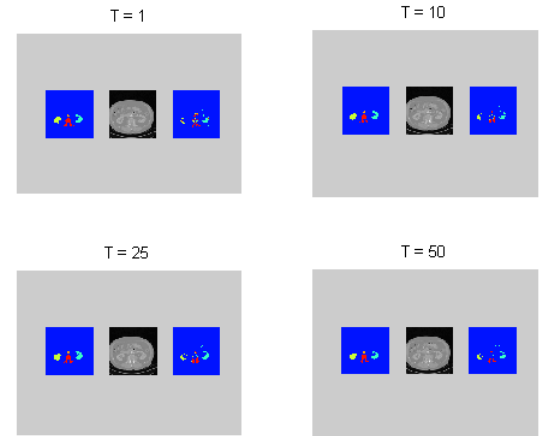 T = 1
T = 10
T = 25
T = 50